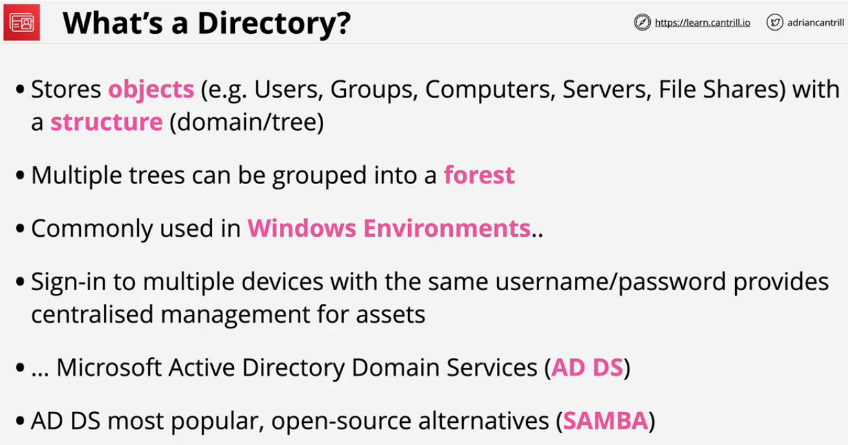 What's a Directory?
https://learn.cantrill.io
adriancantrill
• Stores objects (e.g. Users, Groups, Computers, Servers, File Shares) with
a structure (domain/tree)
• Multiple trees can be grouped into a forest
• Commonly used in Windows Environments..
• Sign-in to multiple devices with the same username/password provides
centralised management for assets
• ... Microsoft Active Directory Domain Services (AD DS)
• AD DS most popular, open-source alternatives (SAMBA)